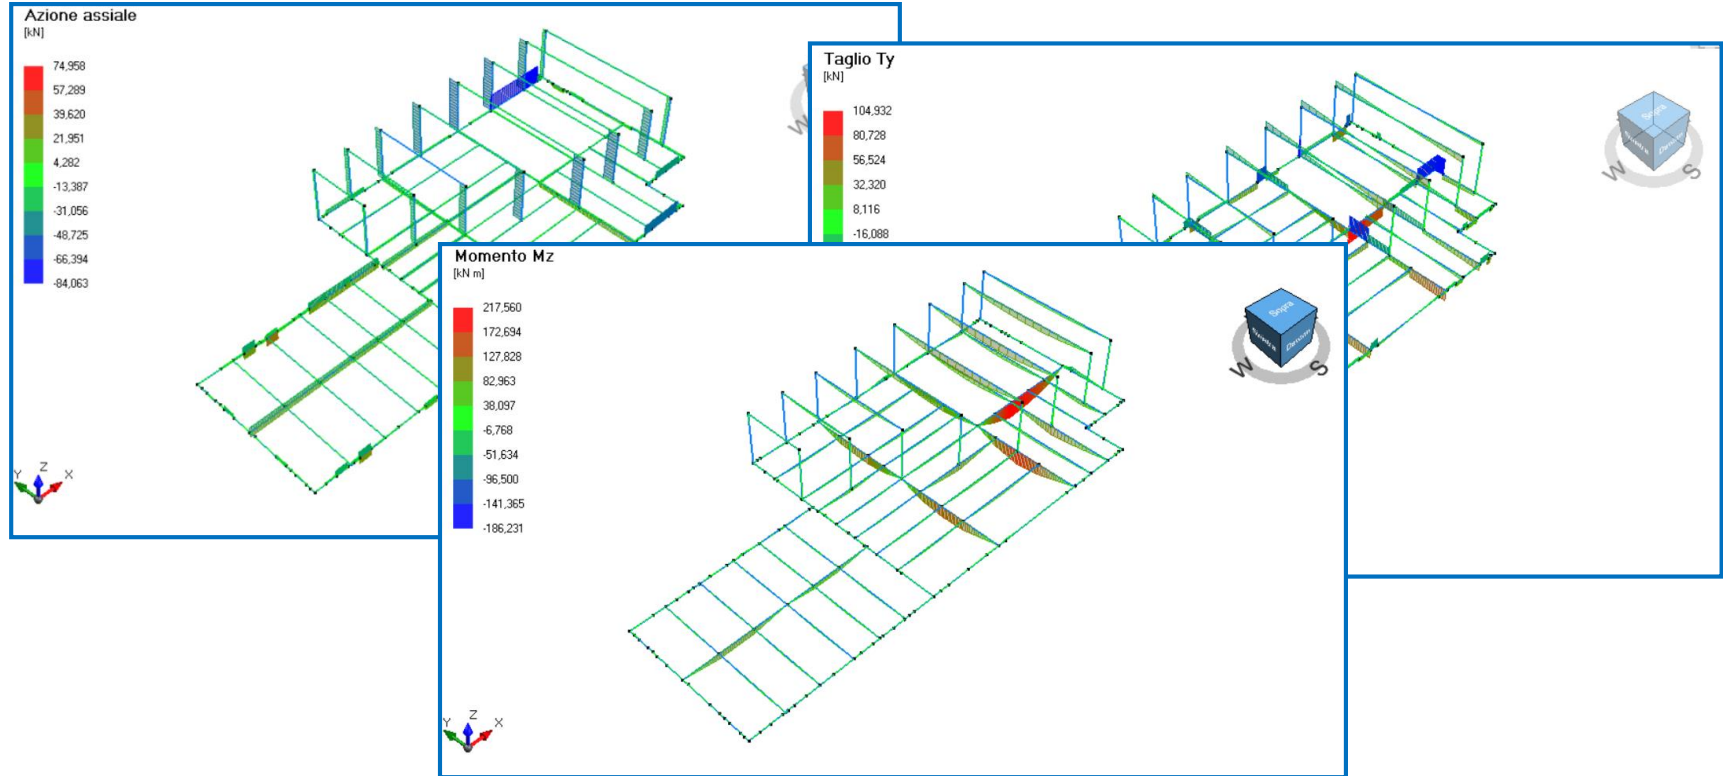 Azione assiale
[kN]
74,958
57,289
39,620
21,951
4,282
-13,387
-31,056
-48,725
-66,394
-84,063
Z
Y
X
W
Taglio Ty
[kN]
104,932
80,728
56,524
32,320
8,116
-16,088
Sopra
W
S
Momento Mz
[kN m]
217,560
172,694
127,828
82,963
38,097
-6,768
-51,634
-96,500
-141,365
-186,231
Sopra
W
S
Z
Y
X